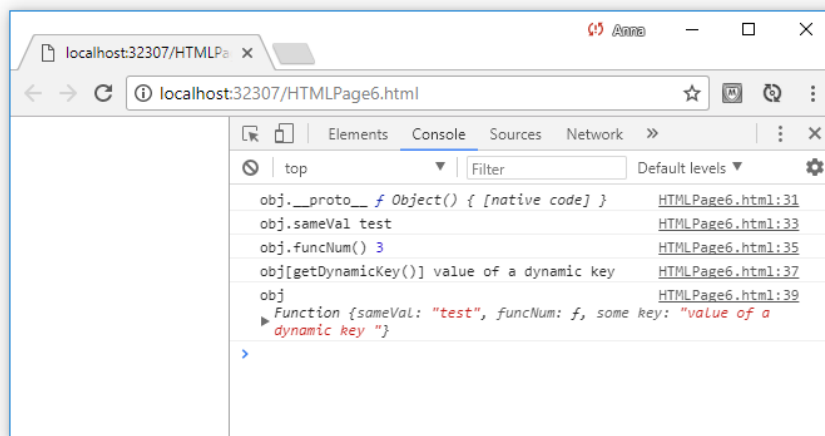 Anna
localhost:32307/HTMLPa
localhost:32307/HTMLPage6.html
Elements Console Sources Network »
top Filter Default levels
obj.__proto__ ƒ Object() { [native code] } HTMLPage6.html:31
obj.sameVal test HTMLPage6.html:33
obj.funcNum() 3 HTMLPage6.html:35
obj[getDynamicKey()] value of a dynamic key HTMLPage6.html:37
obj HTMLPage6.html:39
Function {sameVal: "test", funcNum: ƒ, some key: "value of a
dynamic key "}